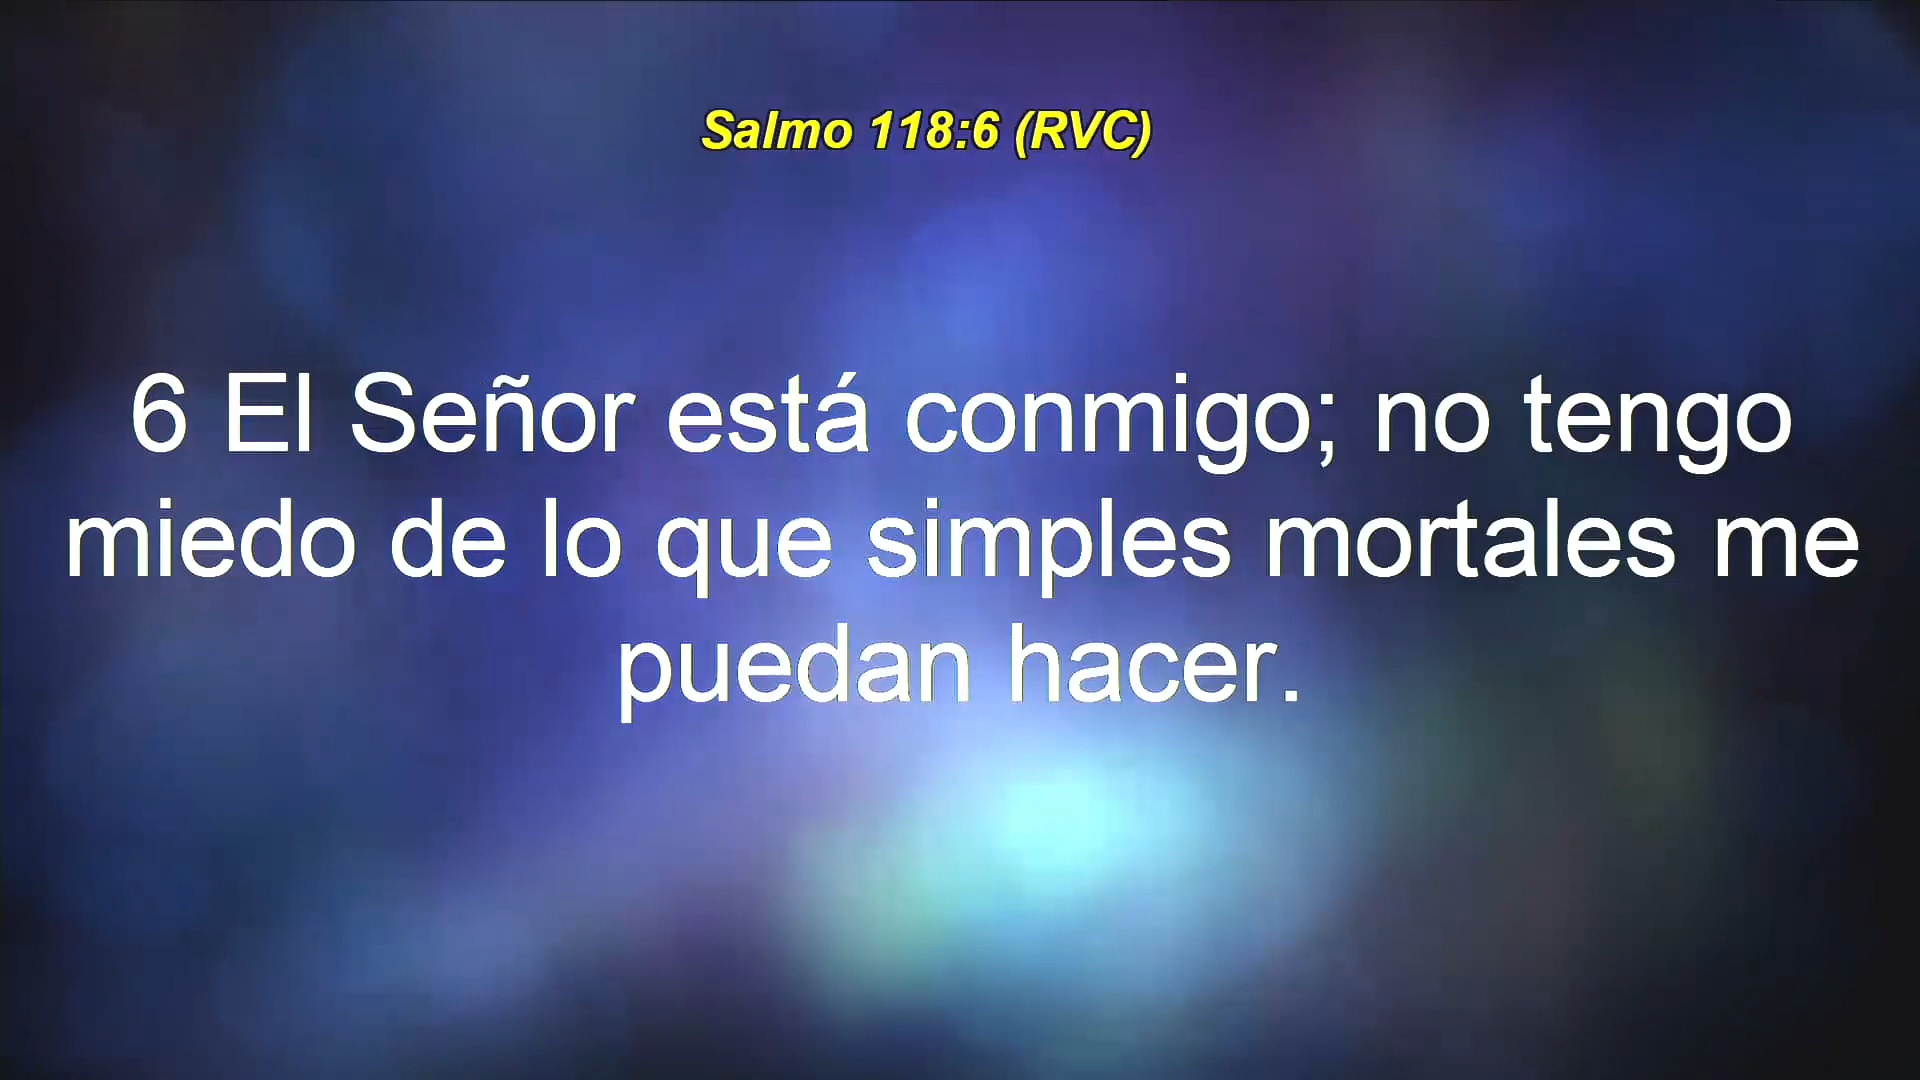 Salmo 118:6 (RVC)
6 El Señor está conmigo; no tengo
miedo de lo que simples mortales me
puedan hacer.